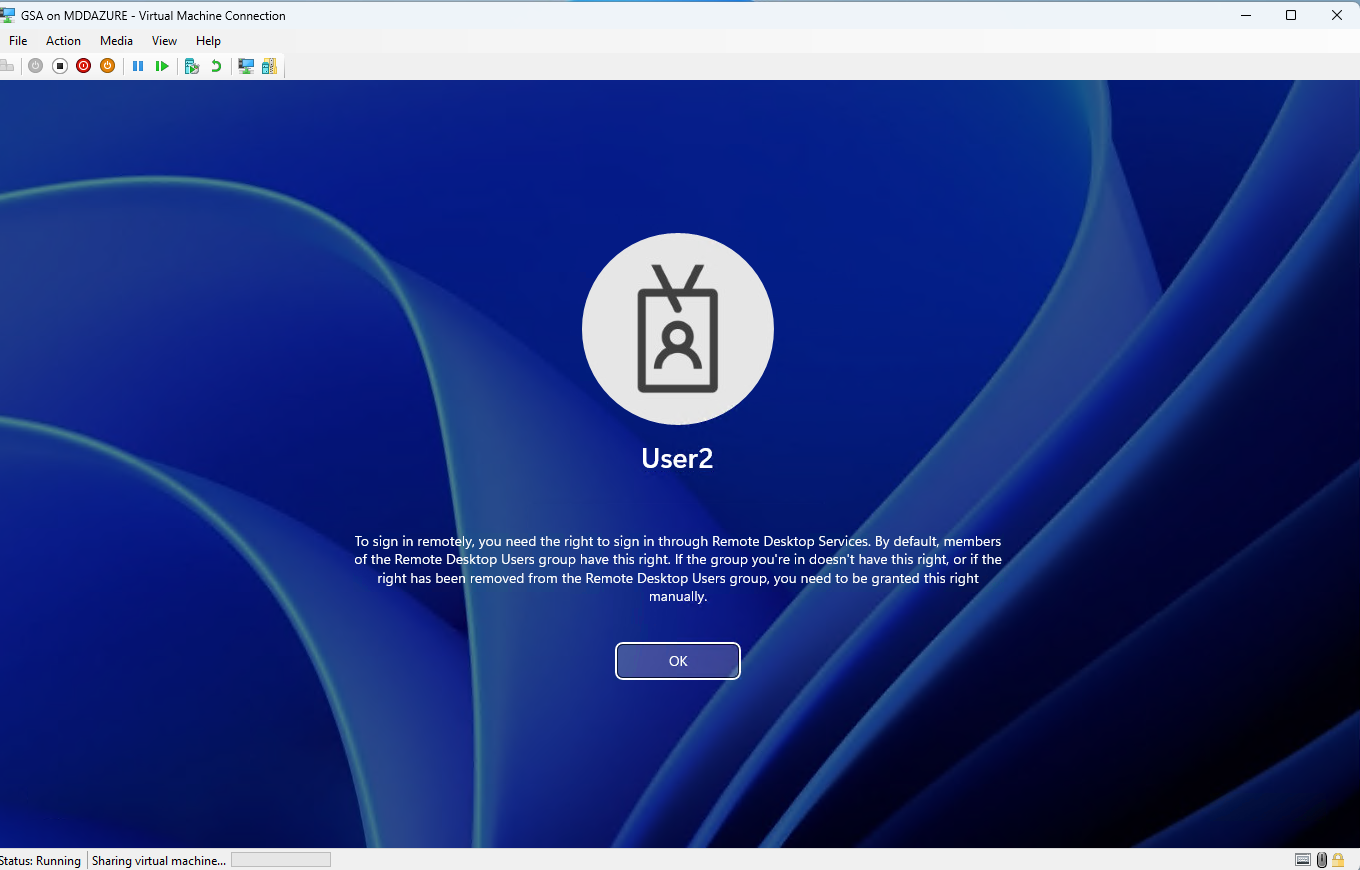 GSA on MDDAZURE - Virtual Machine Connection
File Action Media View Help
User2
To sign in remotely, you need the right to sign in through Remote Desktop Services. By default, members
of the Remote Desktop Users group have this right. If the group you're in doesn't have this right, or if the
right has been removed from the Remote Desktop Users group, you need to be granted this right
manually.
OK
Status: Running Sharing virtual machine...